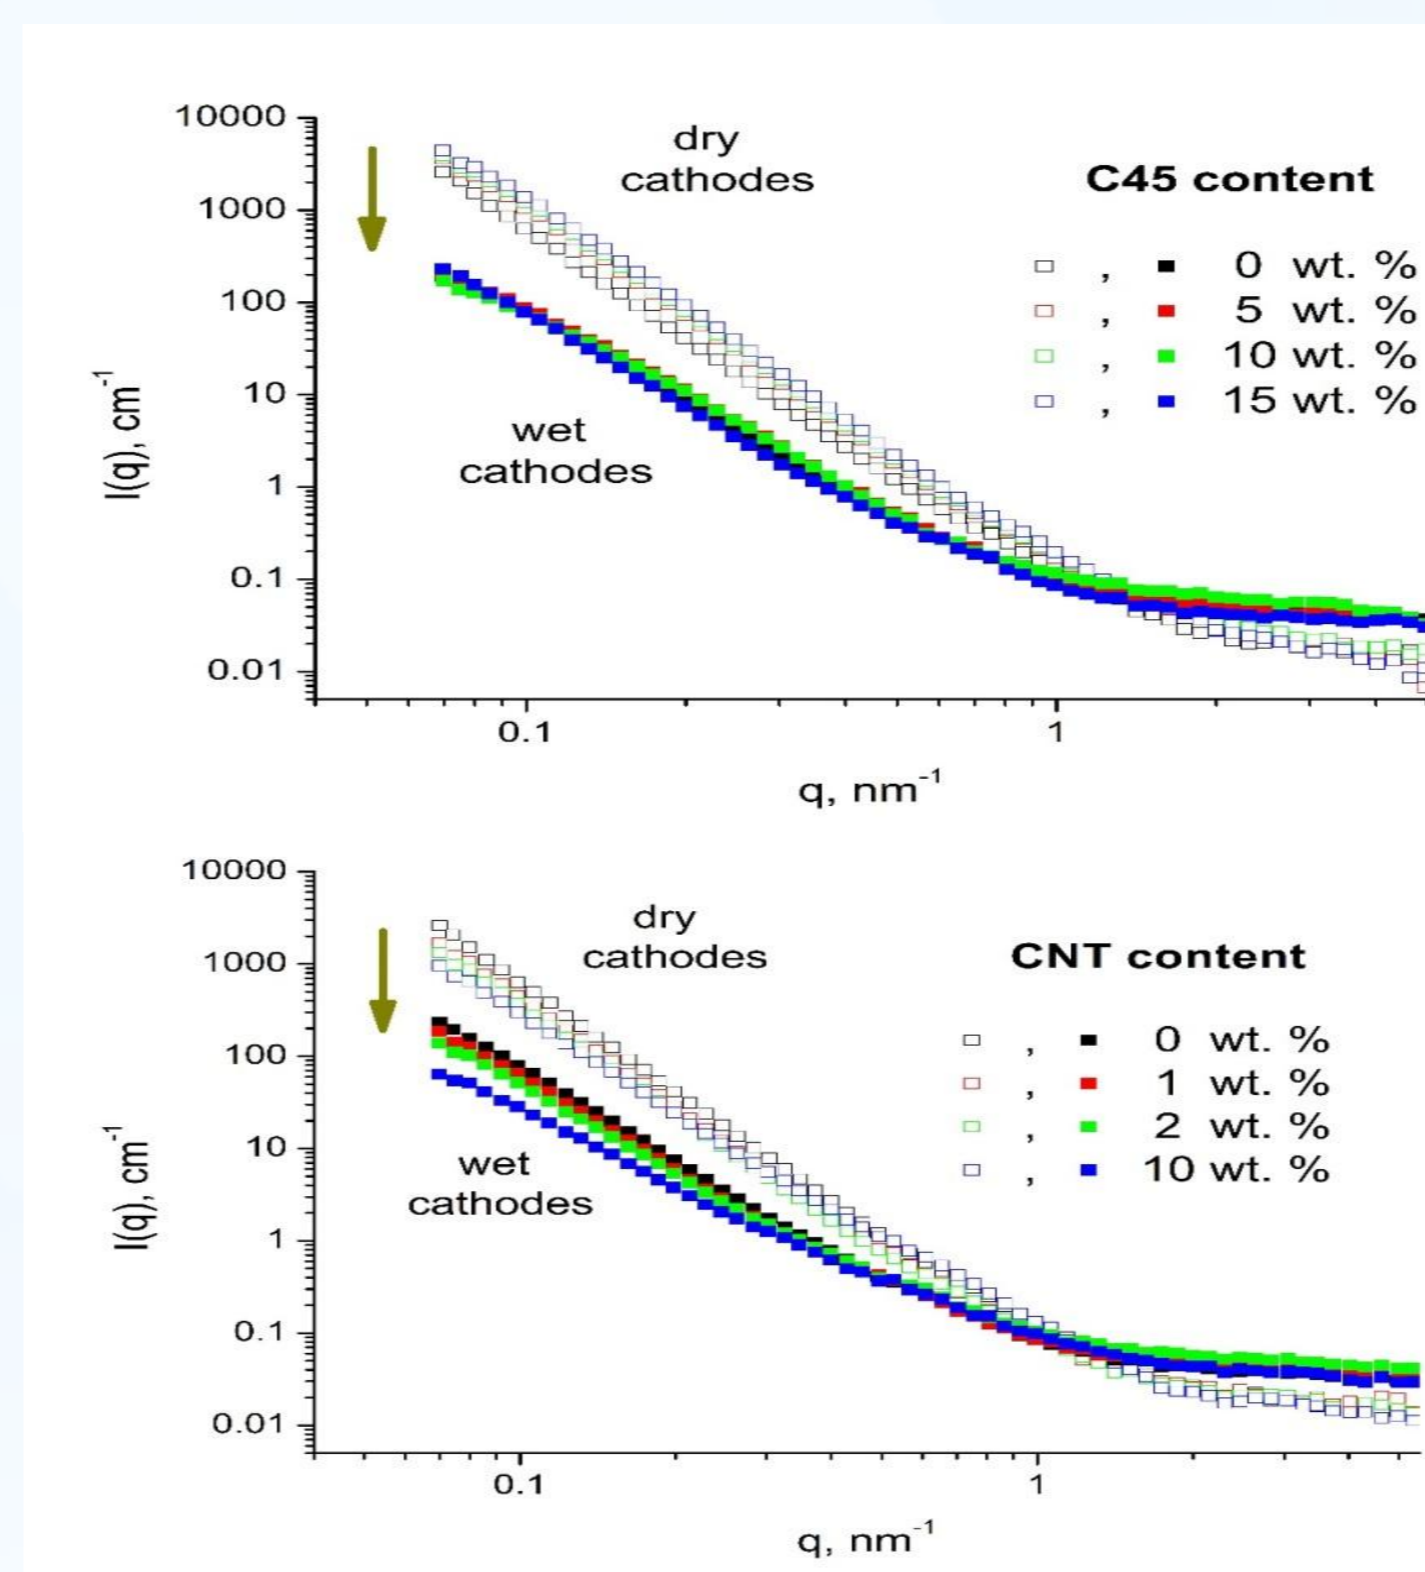 10000
1000
100
10
1
0.1
0.01
I(q), cm⁻¹
dry
cathodes
wet
cathodes
C45 content
, 0 wt. %
, 5 wt. %
, 10 wt. %
, 15 wt. %
0.1 1
q, nm⁻¹
10000
1000
100
10
1
0.1
0.01
I(q), cm⁻¹
dry
cathodes
wet
cathodes
CNT content
, 0 wt. %
, 1 wt. %
, 2 wt. %
, 10 wt. %
0.1 1
q, nm⁻¹